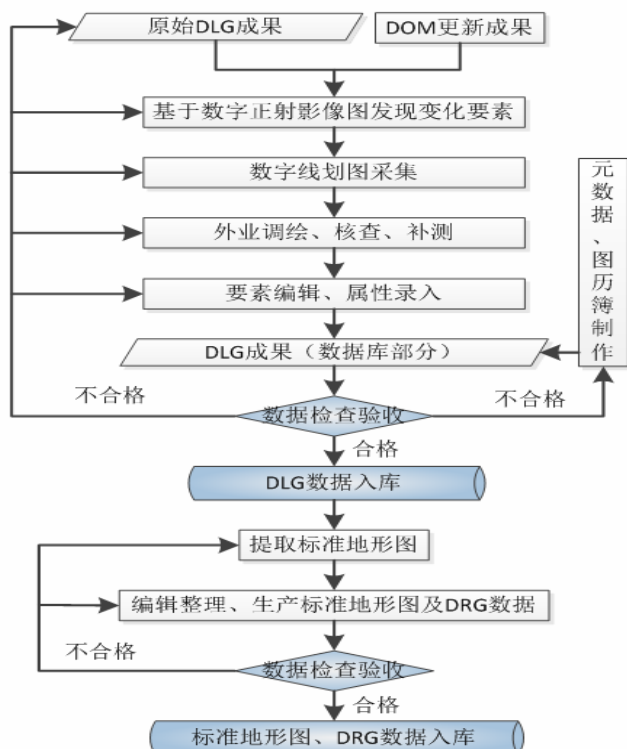 原始DLG成果
DOM更新成果
基于数字正射影像图发现变化要素
数字线划图采集
外业调绘、核查、补测
要素编辑、属性录入
元数据、图历簿制作
DLG成果（数据库部分）
不合格
数据检查验收
不合格
合格
DLG数据入库
提取标准地形图
编辑整理、生产标准地形图及DRG数据
不合格
数据检查验收
合格
标准地形图、DRG数据入库